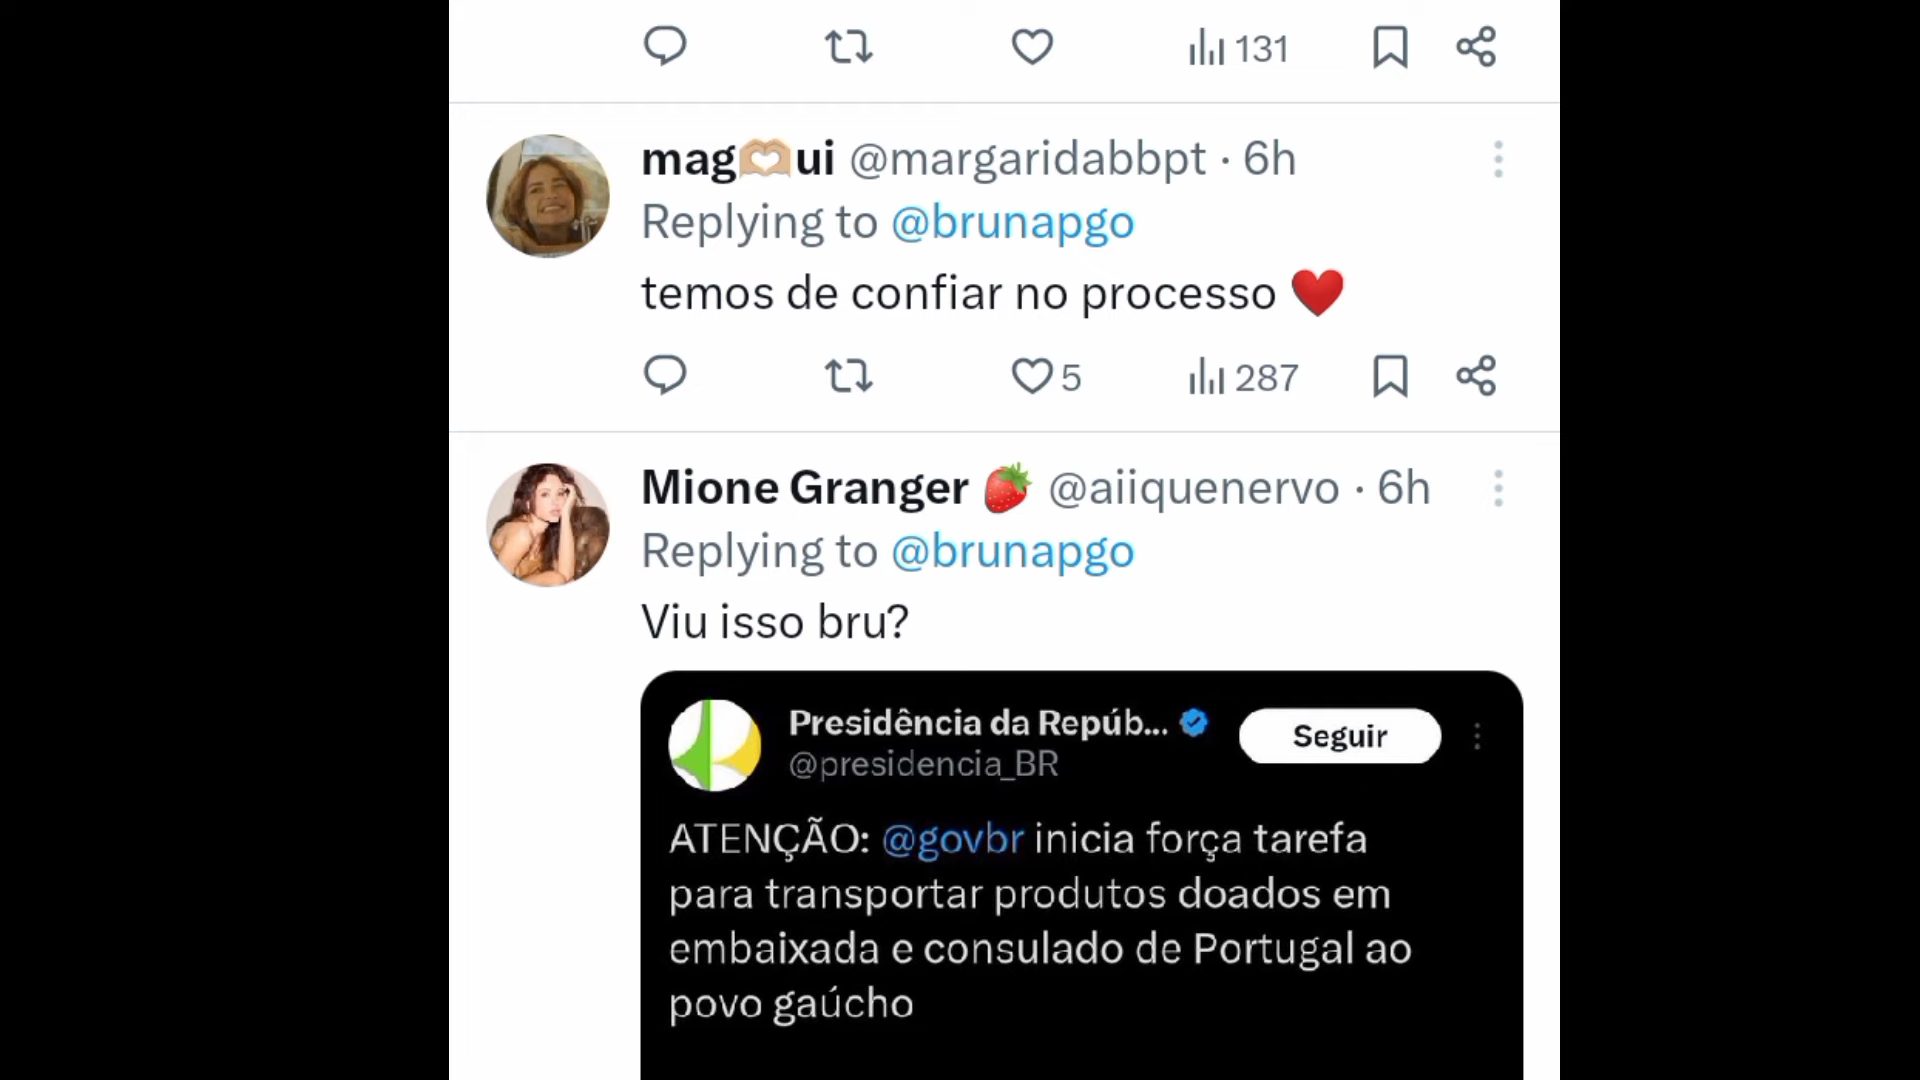 131
mag🫶🏼ui @margaridabbpt · 6h
Replying to @brunapgo
temos de confiar no processo ❤️
5 287
Mione Granger 🍓 @aiiquenervo · 6h
Replying to @brunapgo
Viu isso bru?
Presidência da Repúb... Seguir
@presidencia_BR
ATENÇÃO: @govbr inicia força tarefa
para transportar produtos doados em
embaixada e consulado de Portugal ao
povo gaúcho